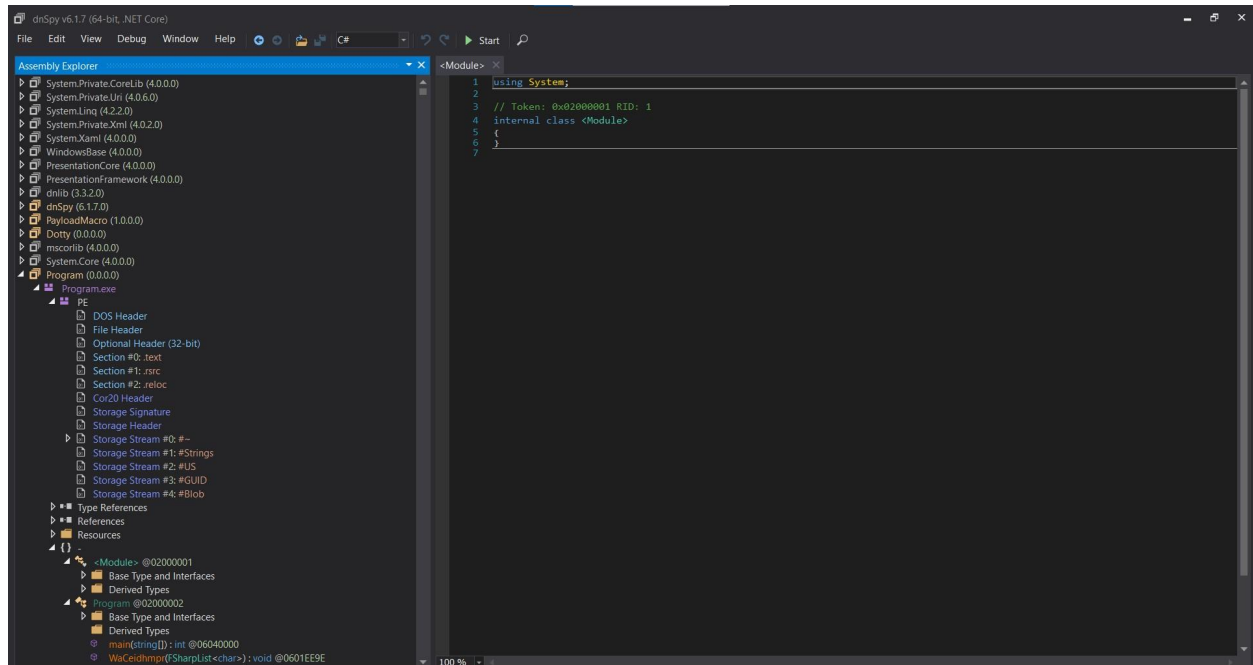 dnSpy v6.1.7 (64-bit, .NET Core)
File Edit View Debug Window Help C# Start
Assembly Explorer
System.Private.CoreLib (4.0.0.0)
System.Private.Uri (4.0.6.0)
System.Linq (4.2.2.0)
System.Private.Xml (4.0.2.0)
System.Xaml (4.0.0.0)
WindowsBase (4.0.0.0)
PresentationCore (4.0.0.0)
PresentationFramework (4.0.0.0)
dnlib (3.3.2.0)
dnSpy (6.1.7.0)
PayloadMacro (1.0.0.0)
Dotty (0.0.0.0)
mscorlib (4.0.0.0)
System.Core (4.0.0.0)
Program (0.0.0.0)
Program.exe
PE
DOS Header
File Header
Optional Header (32-bit)
Section #0: .text
Section #1: .rsrc
Section #2: .reloc
Cor20 Header
Storage Signature
Storage Header
Storage Stream #0: #~
Storage Stream #1: #Strings
Storage Stream #2: #US
Storage Stream #3: #GUID
Storage Stream #4: #Blob
Type References
References
Resources
{ } -
<Module> @02000001
Base Type and Interfaces
Derived Types
Program @02000002
Base Type and Interfaces
Derived Types
main(string[]) : int @06040000
WaCeidhmpr(FSharpList<char>) : void @0601EE9E
<Module>
1 using System;
2
3 // Token: 0x02000001 RID: 1
4 internal class <Module>
5 {
6 }
7
100 %